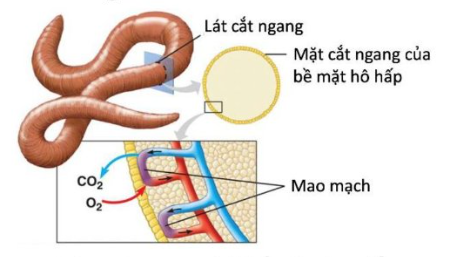 Lát cắt ngang
Mặt cắt ngang của
bề mặt hô hấp
CO₂
O₂
Mao mạch